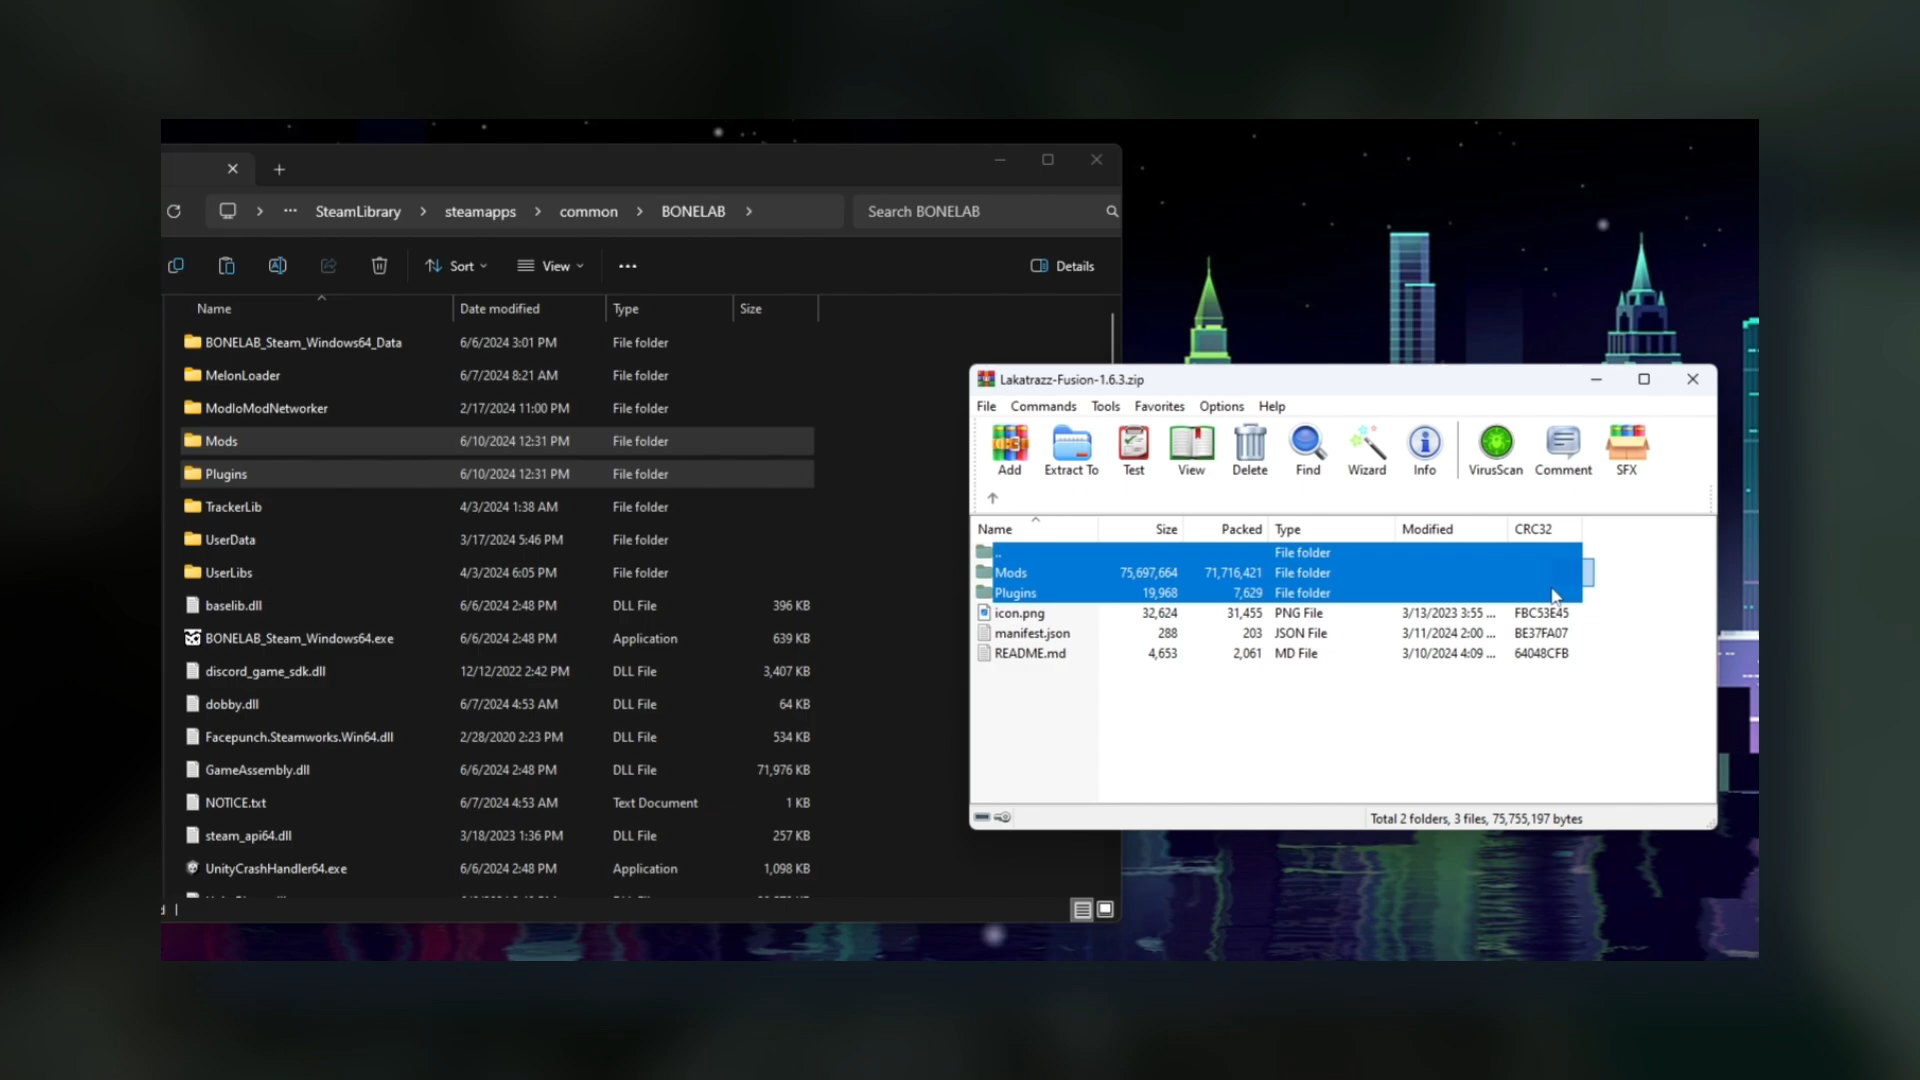 SteamLibrary > steamapps > common > BONELAB >
Search BONELAB
Sort
View
Details
Name Date modified Type Size
BONELAB_Steam_Windows64_Data 6/6/2024 3:01 PM File folder
MelonLoader 6/7/2024 8:21 AM File folder
ModIoModNetworker 2/17/2024 11:00 PM File folder
Mods 6/10/2024 12:31 PM File folder
Plugins 6/10/2024 12:31 PM File folder
TrackerLib 4/3/2024 1:38 AM File folder
UserData 3/17/2024 5:46 PM File folder
UserLibs 4/3/2024 6:05 PM File folder
baselib.dll 6/6/2024 2:48 PM DLL File 396 KB
BONELAB_Steam_Windows64.exe 6/6/2024 2:48 PM Application 639 KB
discord_game_sdk.dll 12/12/2022 2:42 PM DLL File 3,407 KB
dobby.dll 6/7/2024 4:53 AM DLL File 64 KB
Facepunch.Steamworks.Win64.dll 2/28/2020 2:23 PM DLL File 534 KB
GameAssembly.dll 6/6/2024 2:48 PM DLL File 71,976 KB
NOTICE.txt 6/7/2024 4:53 AM Text Document 1 KB
steam_api64.dll 3/18/2023 1:36 PM DLL File 257 KB
UnityCrashHandler64.exe 6/6/2024 2:48 PM Application 1,098 KB
Lakatrazz-Fusion-1.6.3.zip
File Commands Tools Favorites Options Help
Add Extract To Test View Delete Find Wizard Info VirusScan Comment SFX
Name Size Packed Type Modified CRC32
.. File folder
Mods 75,697,664 71,716,421 File folder
Plugins 19,968 7,629 File folder
icon.png 32,624 31,455 PNG File 3/13/2023 3:55 ... FBC53E45
manifest.json 288 203 JSON File 3/11/2024 2:00 ... BE37FA07
README.md 4,653 2,061 MD File 3/10/2024 4:09 ... 64048CFB
Total 2 folders, 3 files, 75,755,197 bytes